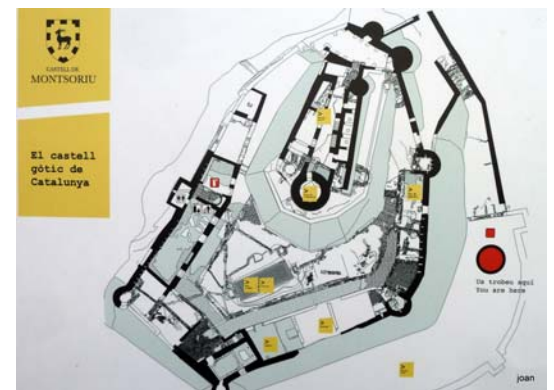 CASTELL DE
MONTSORIU
El castell
gòtic de
Catalunya
Us trobeu aquí
You are here
joan